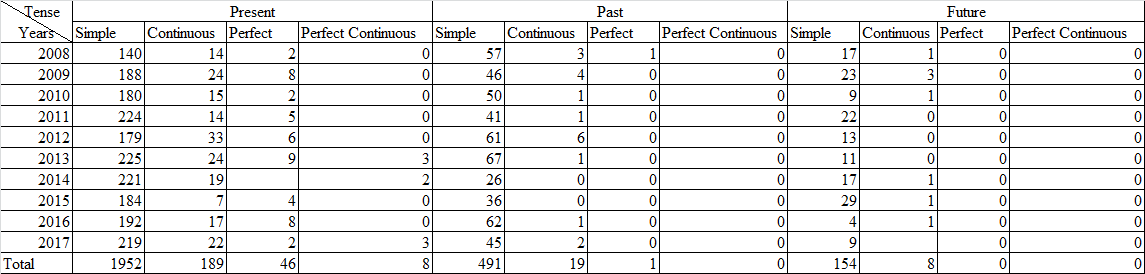 Tense Present Past Future
Years Simple Continuous Perfect Perfect Continuous Simple Continuous Perfect Perfect Continuous Simple Continuous Perfect Perfect Continuous
2008 140 14 2 0 57 3 1 0 17 1 0 0
2009 188 24 8 0 46 4 0 0 23 3 0 0
2010 180 15 2 0 50 1 0 0 9 1 0 0
2011 224 14 5 0 41 1 0 0 22 0 0 0
2012 179 33 6 0 61 6 0 0 13 0 0 0
2013 225 24 9 3 67 1 0 0 11 0 0 0
2014 221 19 2 26 0 0 0 17 1 0 0
2015 184 7 4 0 36 0 0 0 29 1 0 0
2016 192 17 8 0 62 1 0 0 4 1 0 0
2017 219 22 2 3 45 2 0 0 9 0 0
Total 1952 189 46 8 491 19 1 0 154 8 0 0